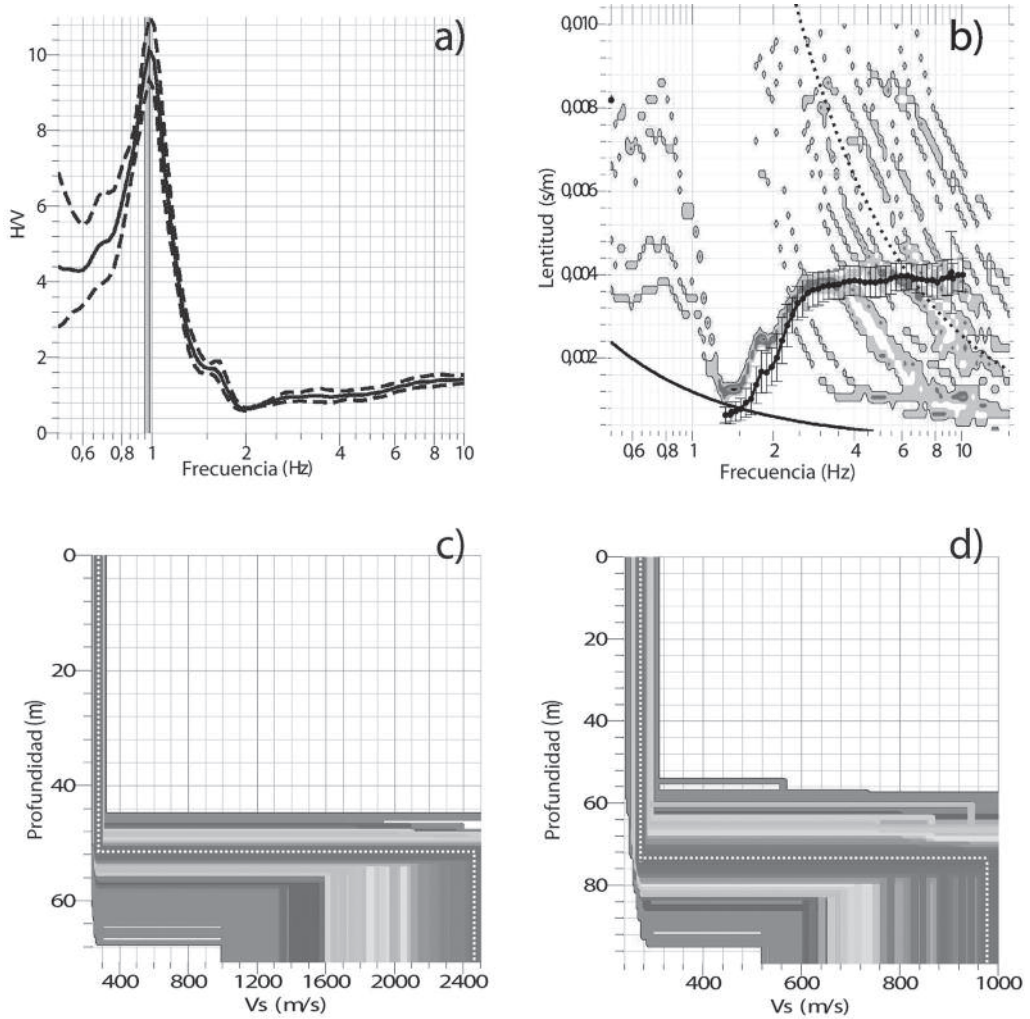 a)
10
8
6
4
2
0
H/V
0,6 0,8 1 2 4 6 8 10
Frecuencia (Hz)
b)
0,010
0,008
0,006
0,004
0,002
Lentitud (s/m)
0,6 0,8 1 2 4 6 8 10
Frecuencia (Hz)
c)
0
20
40
60
Profundidad (m)
400 800 1200 1600 2000 2400
Vs (m/s)
d)
0
20
40
60
80
Profundidad (m)
400 600 800 1000
Vs (m/s)